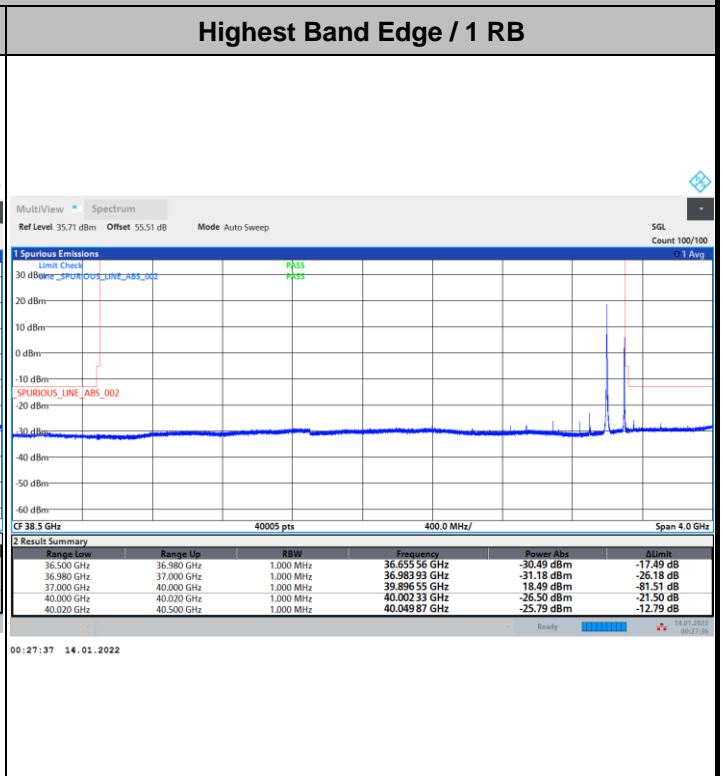 Highest Band Edge / 1 RB
MultiView Spectrum
Ref Level 35.71 dBm Offset 55.51 dB Mode Auto Sweep SGL
Count 100/100
1 Spurious Emissions 1 Avg
Limit Check PASS
30 dBm Line _SPURIOUS_LINE_ABS_002 PASS
20 dBm
10 dBm
0 dBm
-10 dBm
_SPURIOUS_LINE_ABS_002
-20 dBm
-30 dBm
-40 dBm
-50 dBm
-60 dBm
CF 38.5 GHz 40005 pts 400.0 MHz/ Span 4.0 GHz
2 Result Summary
Range Low Range Up RBW Frequency Power Abs ΔLimit
36.500 GHz 36.980 GHz 1.000 MHz 36.655 56 GHz -30.49 dBm -17.49 dB
36.980 GHz 37.000 GHz 1.000 MHz 36.983 93 GHz -31.18 dBm -26.18 dB
37.000 GHz 40.000 GHz 1.000 MHz 39.896 55 GHz 18.49 dBm -81.51 dB
40.000 GHz 40.020 GHz 1.000 MHz 40.002 33 GHz -26.50 dBm -21.50 dB
40.020 GHz 40.500 GHz 1.000 MHz 40.049 87 GHz -25.79 dBm -12.79 dB
Ready 14.01.2022
00:27:36
00:27:37 14.01.2022